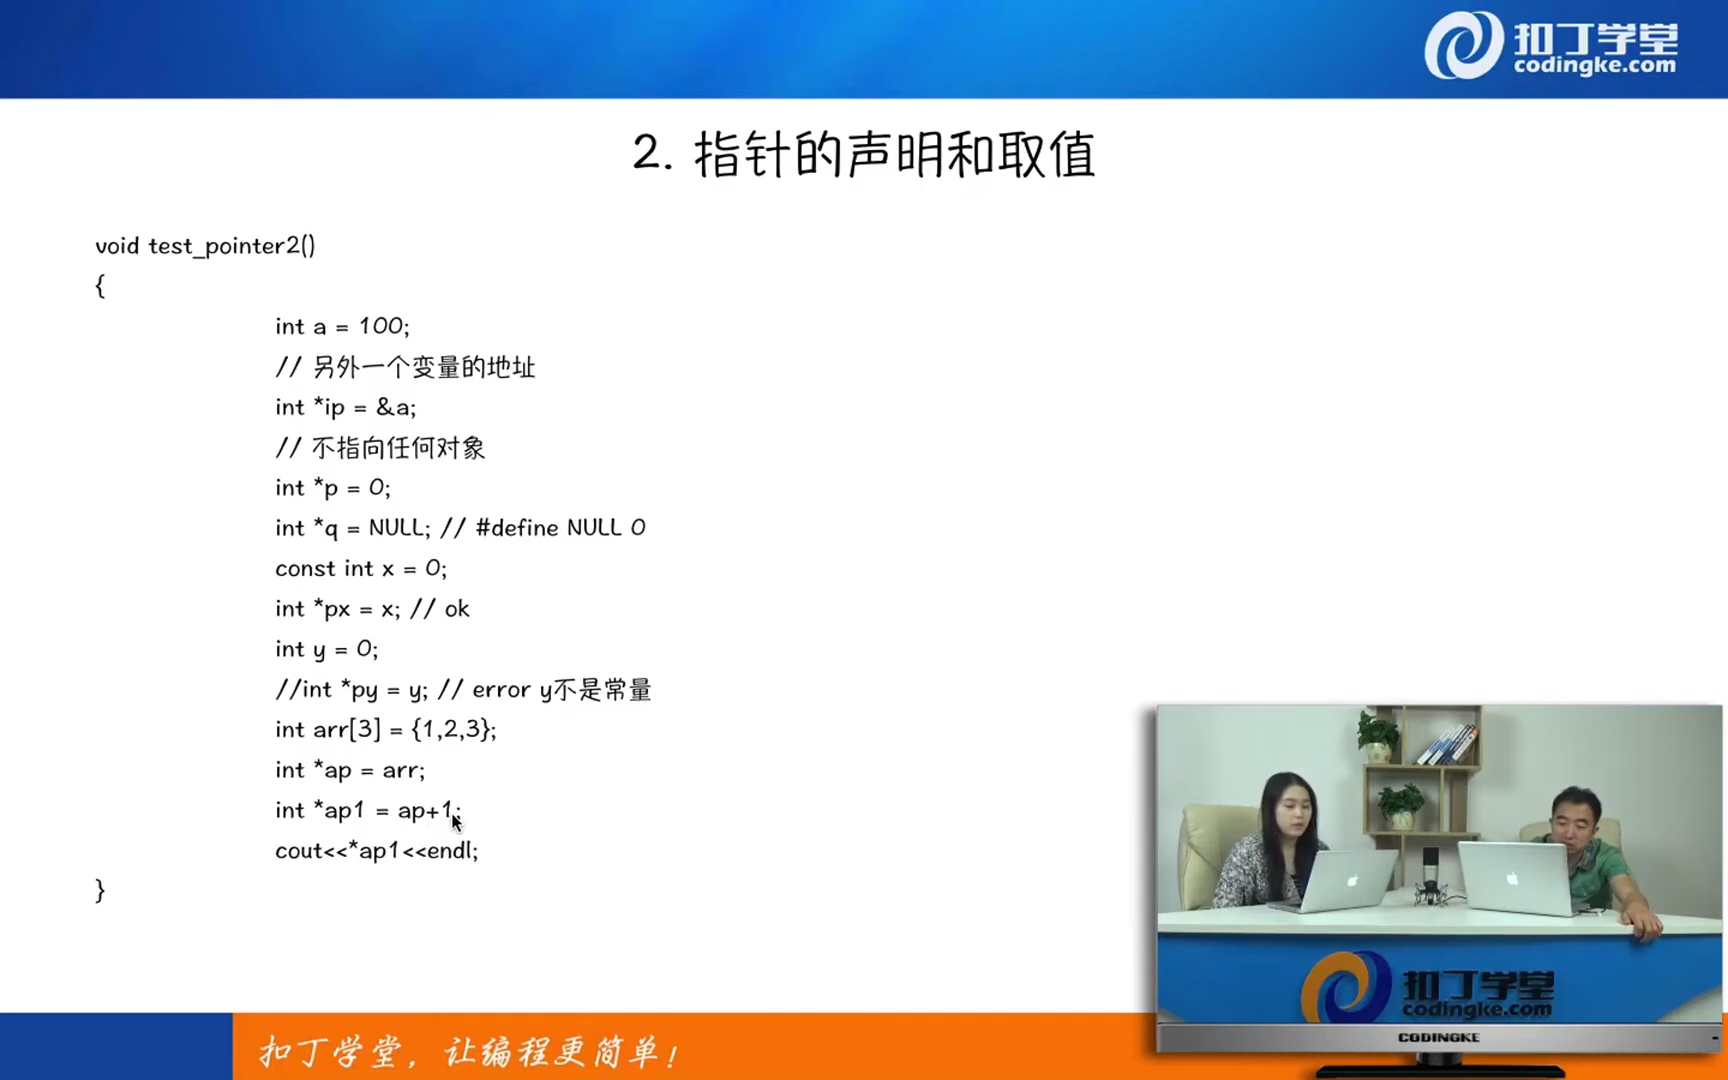 扣丁学堂
codingke.com
2. 指针的声明和取值
void test_pointer2()
{
int a = 100;
// 另外一个变量的地址
int *ip = &a;
// 不指向任何对象
int *p = 0;
int *q = NULL; // #define NULL 0
const int x = 0;
int *px = x; // ok
int y = 0;
//int *py = y; // error y不是常量
int arr[3] = {1,2,3};
int *ap = arr;
int *ap1 = ap+1;
cout<<*ap1<<endl;
}
扣丁学堂
codingke.com
CODINGKE
扣丁学堂，让编程更简单！